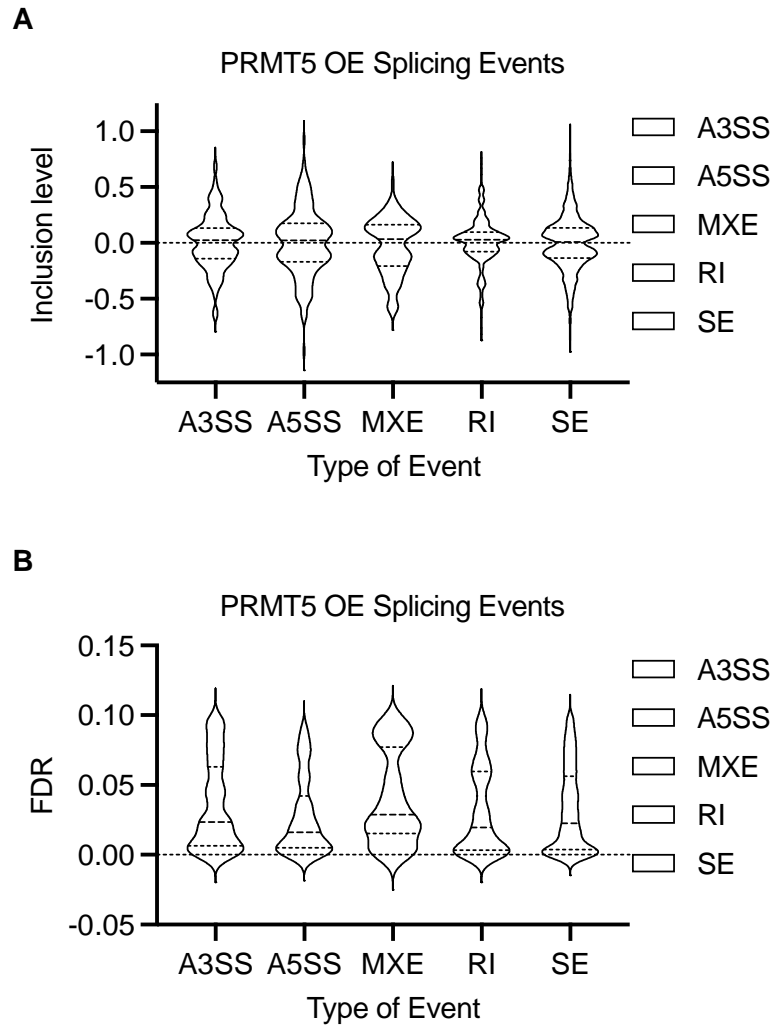 A
PRMT5 OE Splicing Events
Inclusion level
1.0
0.5
0.0
-0.5
-1.0
A3SS A5SS MXE RI SE
Type of Event
A3SS
A5SS
MXE
RI
SE
B
PRMT5 OE Splicing Events
FDR
0.15
0.10
0.05
0.00
-0.05
A3SS A5SS MXE RI SE
Type of Event
A3SS
A5SS
MXE
RI
SE